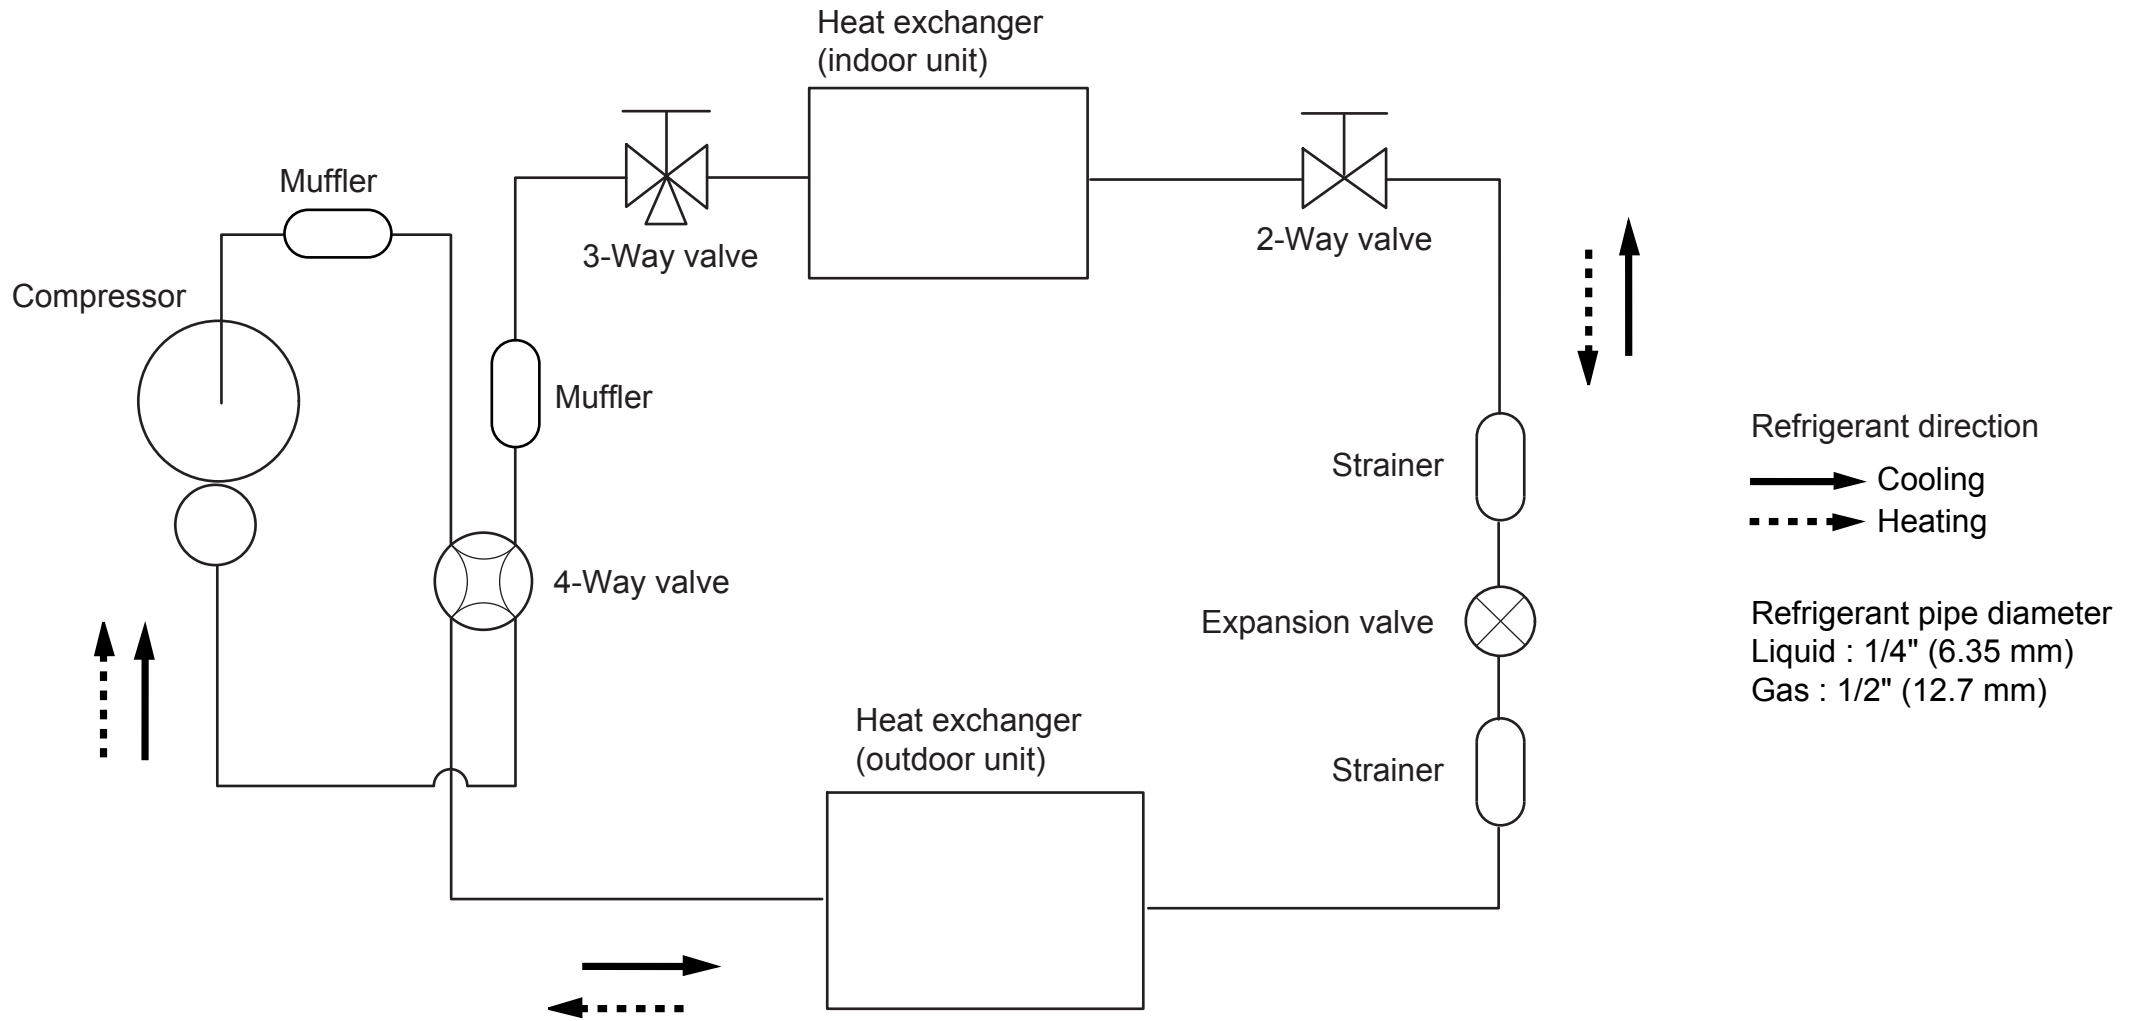 Heat exchanger
(indoor unit)
Muffler
3-Way valve
2-Way valve
Compressor
Muffler
Strainer
Refrigerant direction
Cooling
Heating
4-Way valve
Expansion valve
Refrigerant pipe diameter
Liquid : 1/4" (6.35 mm)
Gas : 1/2" (12.7 mm)
Heat exchanger
(outdoor unit)
Strainer